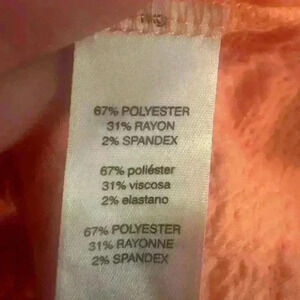 67% POLYESTER
31% RAYON
2% SPANDEX
67% poliéster
31% viscosa
2% elastano
67% POLYESTER
31% RAYONNE
2% SPANDEX